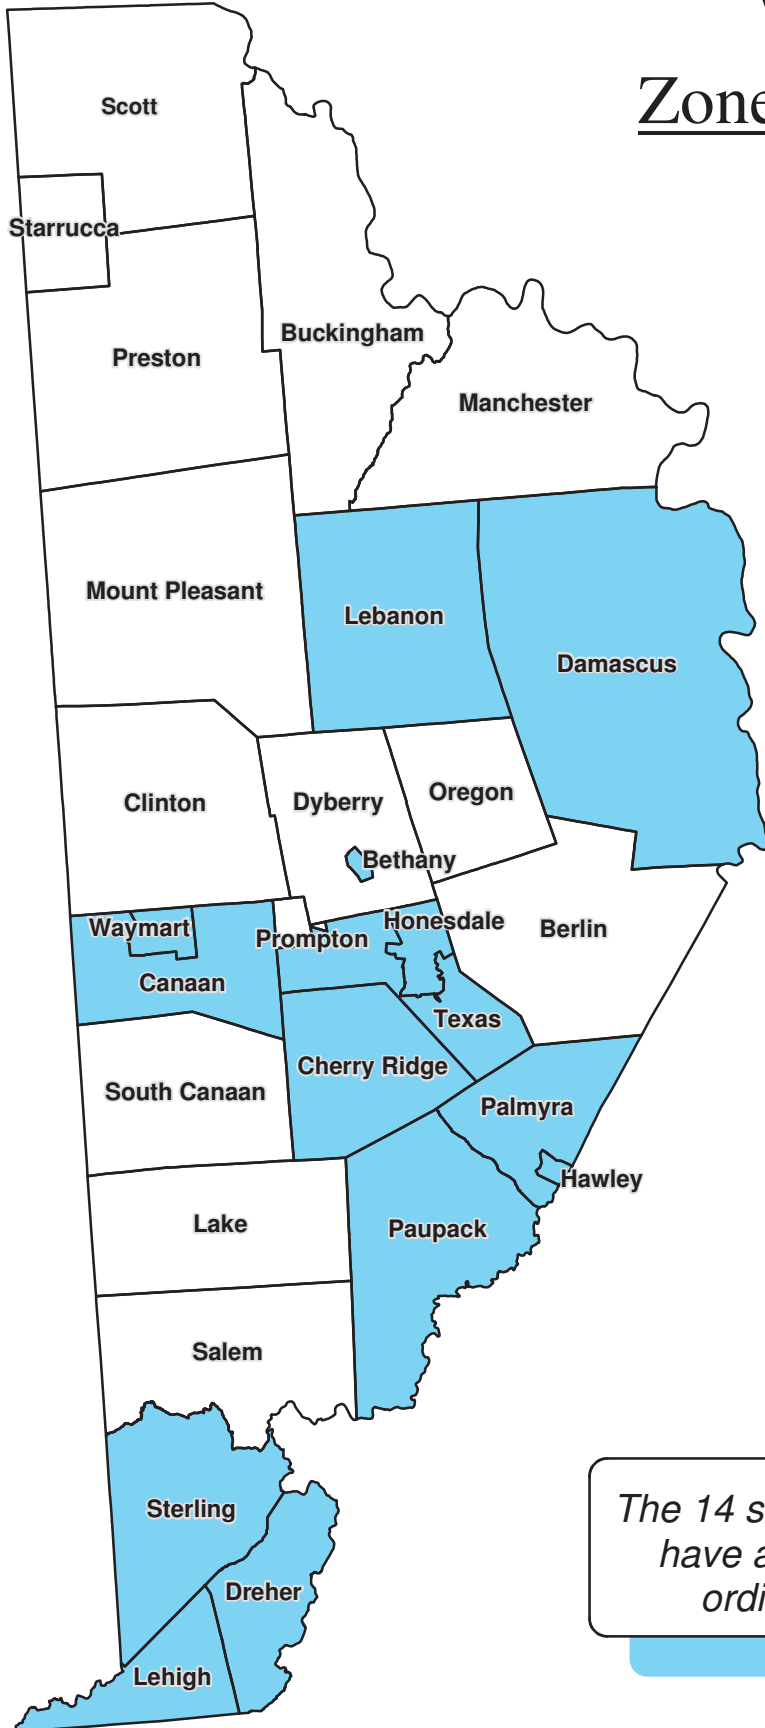 Zone
Scott
Starrucca
Buckingham
Preston
Manchester
Mount Pleasant
Lebanon
Damascus
Clinton
Dyberry
Oregon
Bethany
Waymart
Honesdale
Prompton
Berlin
Canaan
Texas
Cherry Ridge
South Canaan
Palmyra
Hawley
Lake
Paupack
Salem
Sterling
The 14 s
have a
ordi
Dreher
Lehigh